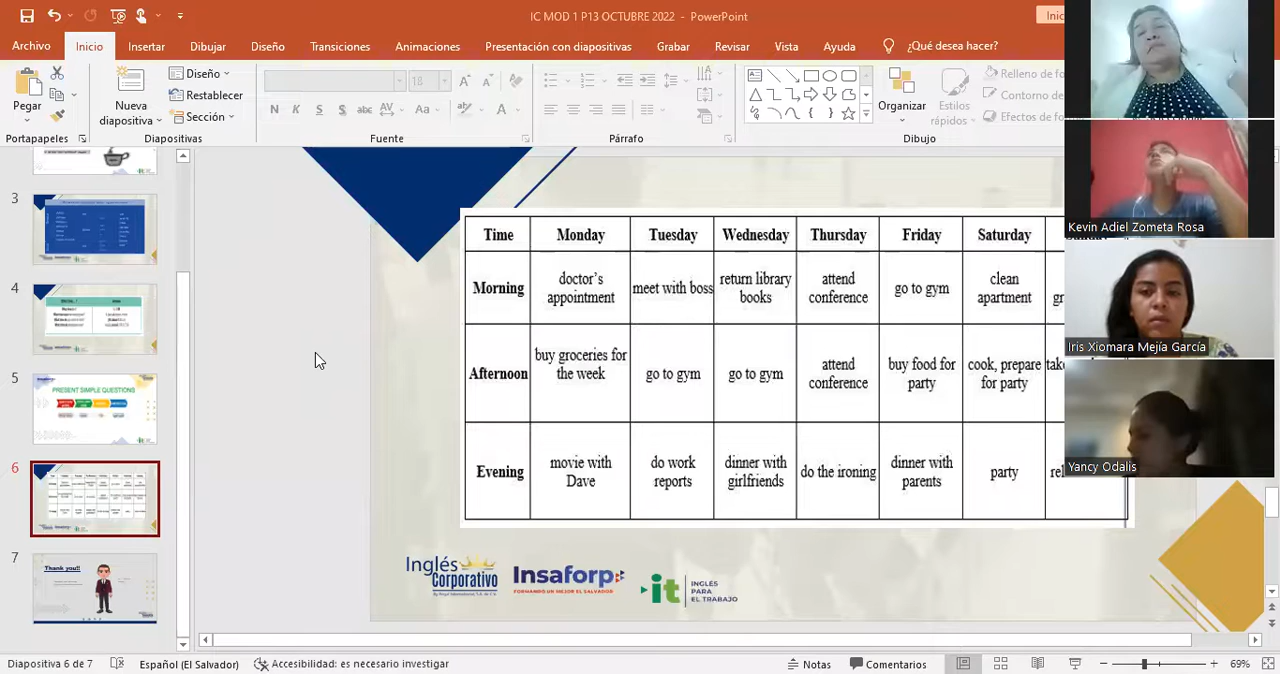 IC MOD 1 P13 OCTUBRE 2022 - PowerPoint
Archivo Inicio Insertar Dibujar Diseño Transiciones Animaciones Presentación con diapositivas Grabar Revisar Vista Ayuda ¿Qué desea hacer?
Pegar
Nueva diapositiva
Diseño
Restablecer
Sección
18
N K S S abc AV Aa A
Organizar
Estilos rápidos
Relleno de
Contorno de
Efectos de
Portapapeles Diapositivas Fuente Párrafo Dibujo
3
4
5
PRESENT SIMPLE QUESTIONS
6
7
Thank you!!
Time Monday Tuesday Wednesday Thursday Friday Saturday
Morning doctor's appointment meet with boss return library books attend conference go to gym clean apartment
Afternoon buy groceries for the week go to gym go to gym attend conference buy food for party cook, prepare for party
Evening movie with Dave do work reports dinner with girlfriends do the ironing dinner with parents party
Inglés Corporativo
Insaforp
FORMANDO UN MEJOR EL SALVADOR
it
INGLÉS
PARA
EL TRABAJO
Kevin Adiel Zometa Rosa
Iris Xiomara Mejía García
Yancy Odalis
Diapositiva 6 de 7 Español (El Salvador) Accesibilidad: es necesario investigar Notas Comentarios 69%